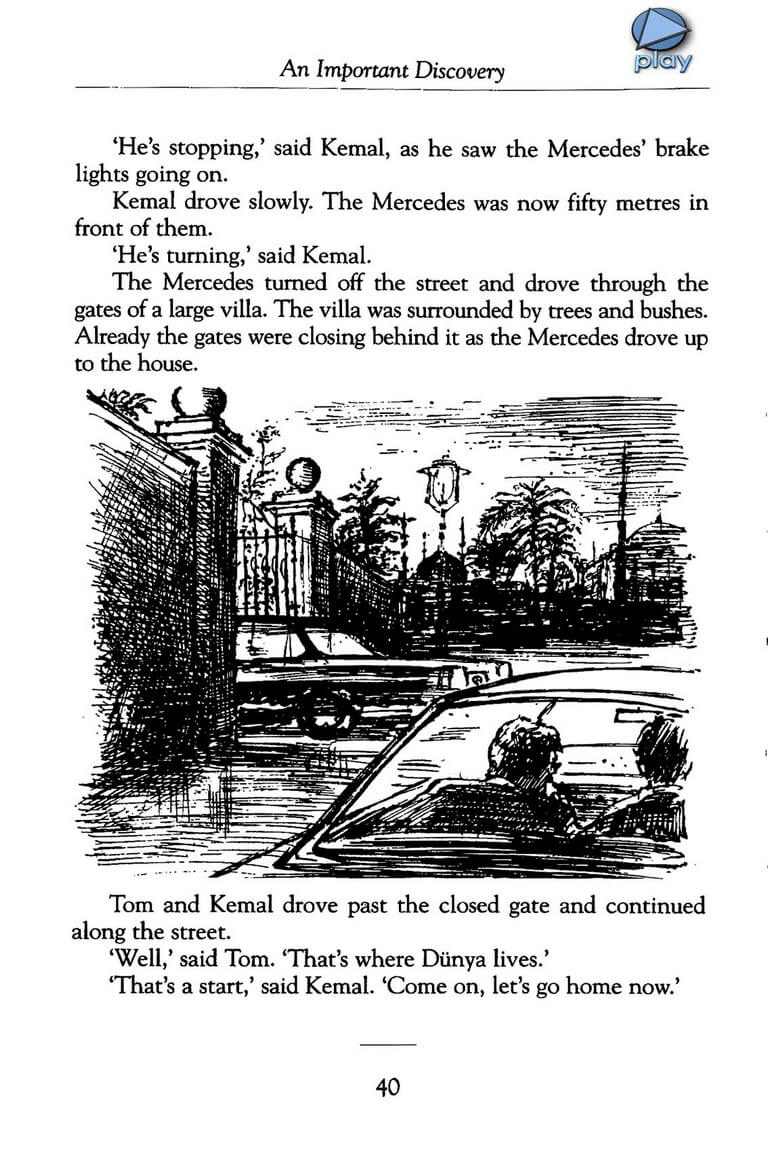 play
An Important Discovery
‘He’s stopping,’ said Kemal, as he saw the Mercedes’ brake
lights going on.
Kemal drove slowly. The Mercedes was now fifty metres in
front of them.
‘He’s turning,’ said Kemal.
The Mercedes turned off the street and drove through the
gates of a large villa. The villa was surrounded by trees and bushes.
Already the gates were closing behind it as the Mercedes drove up
to the house.
Tom and Kemal drove past the closed gate and continued
along the street.
‘Well,’ said Tom. ‘That’s where Dünya lives.’
‘That’s a start,’ said Kemal. ‘Come on, let’s go home now.’
40